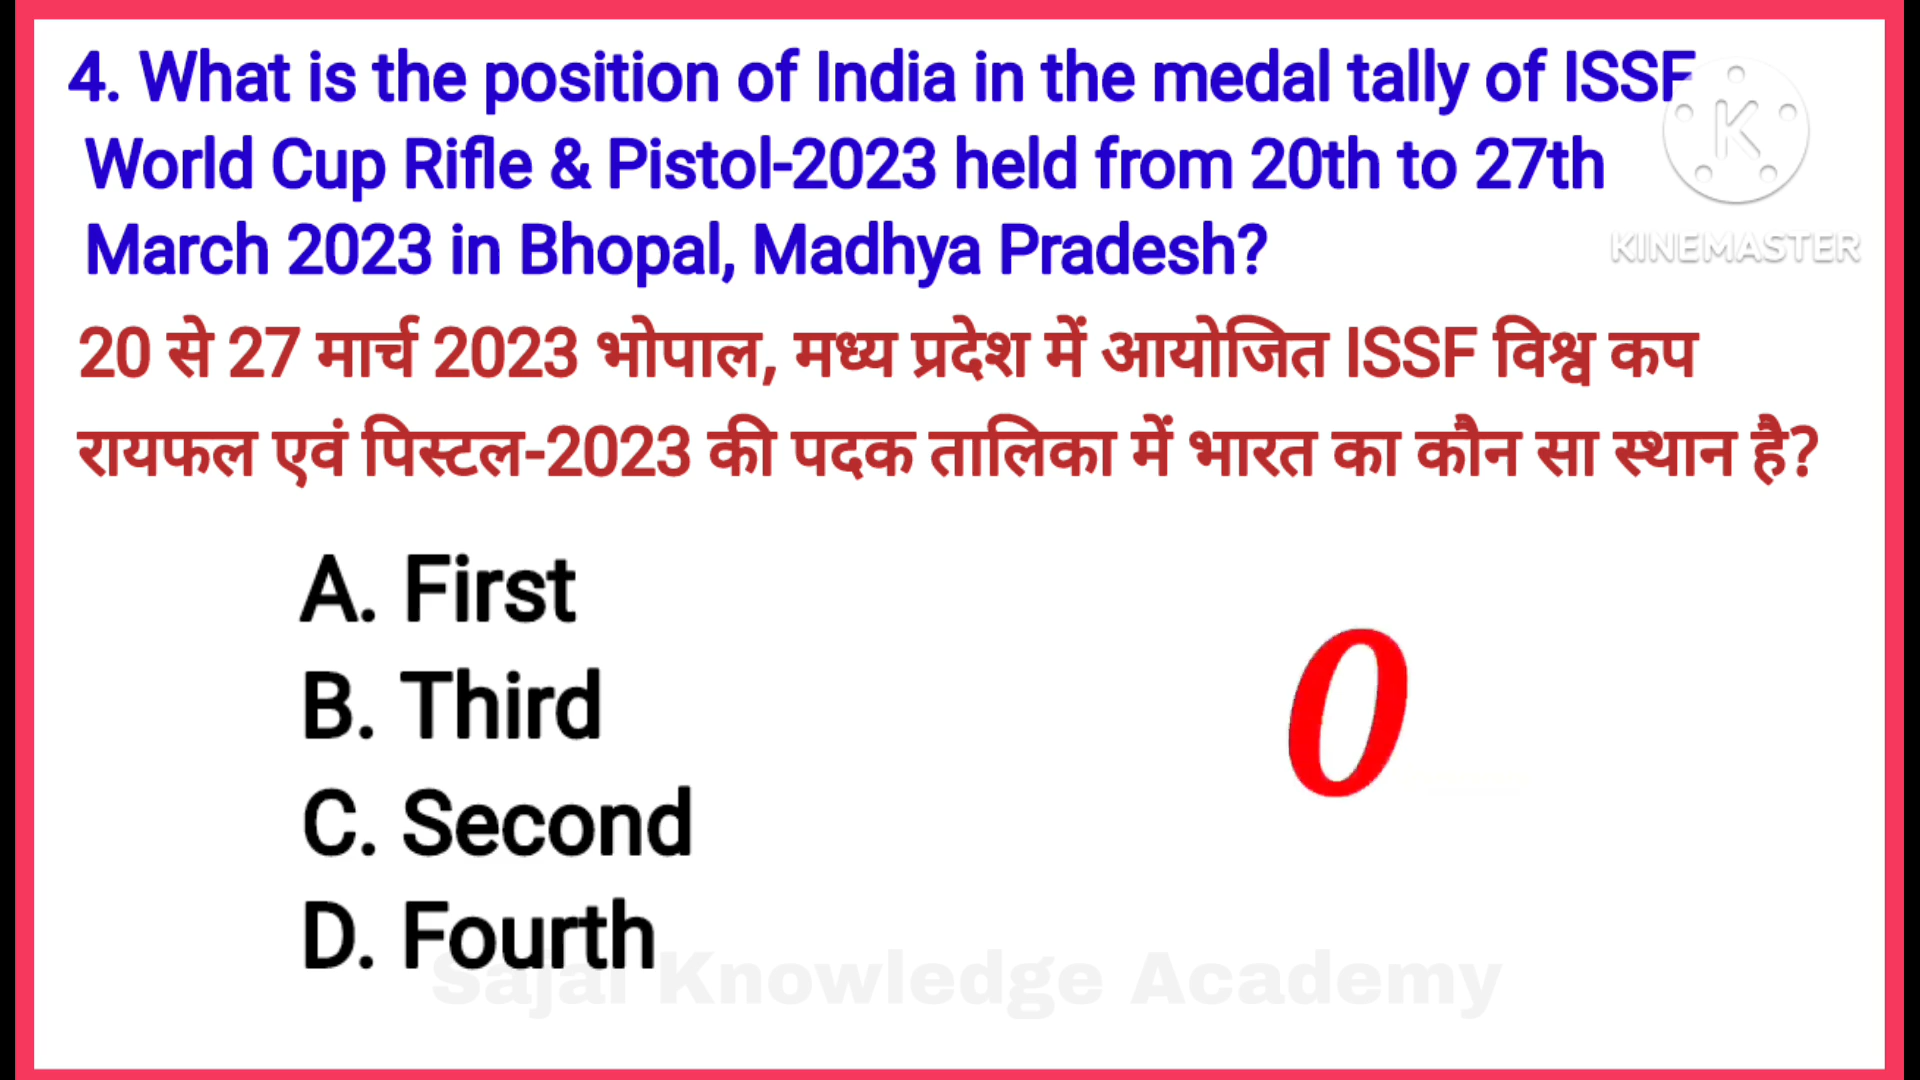 4. What is the position of India in the medal tally of ISSF
World Cup Rifle & Pistol-2023 held from 20th to 27th
March 2023 in Bhopal, Madhya Pradesh?
K
KINEMASTER
20 से 27 मार्च 2023 भोपाल, मध्य प्रदेश में आयोजित ISSF विश्व कप
रायफल एवं पिस्टल-2023 की पदक तालिका में भारत का कौन सा स्थान है?
A. First
B. Third
C. Second
D. Fourth
0
Sajal Knowledge Academy